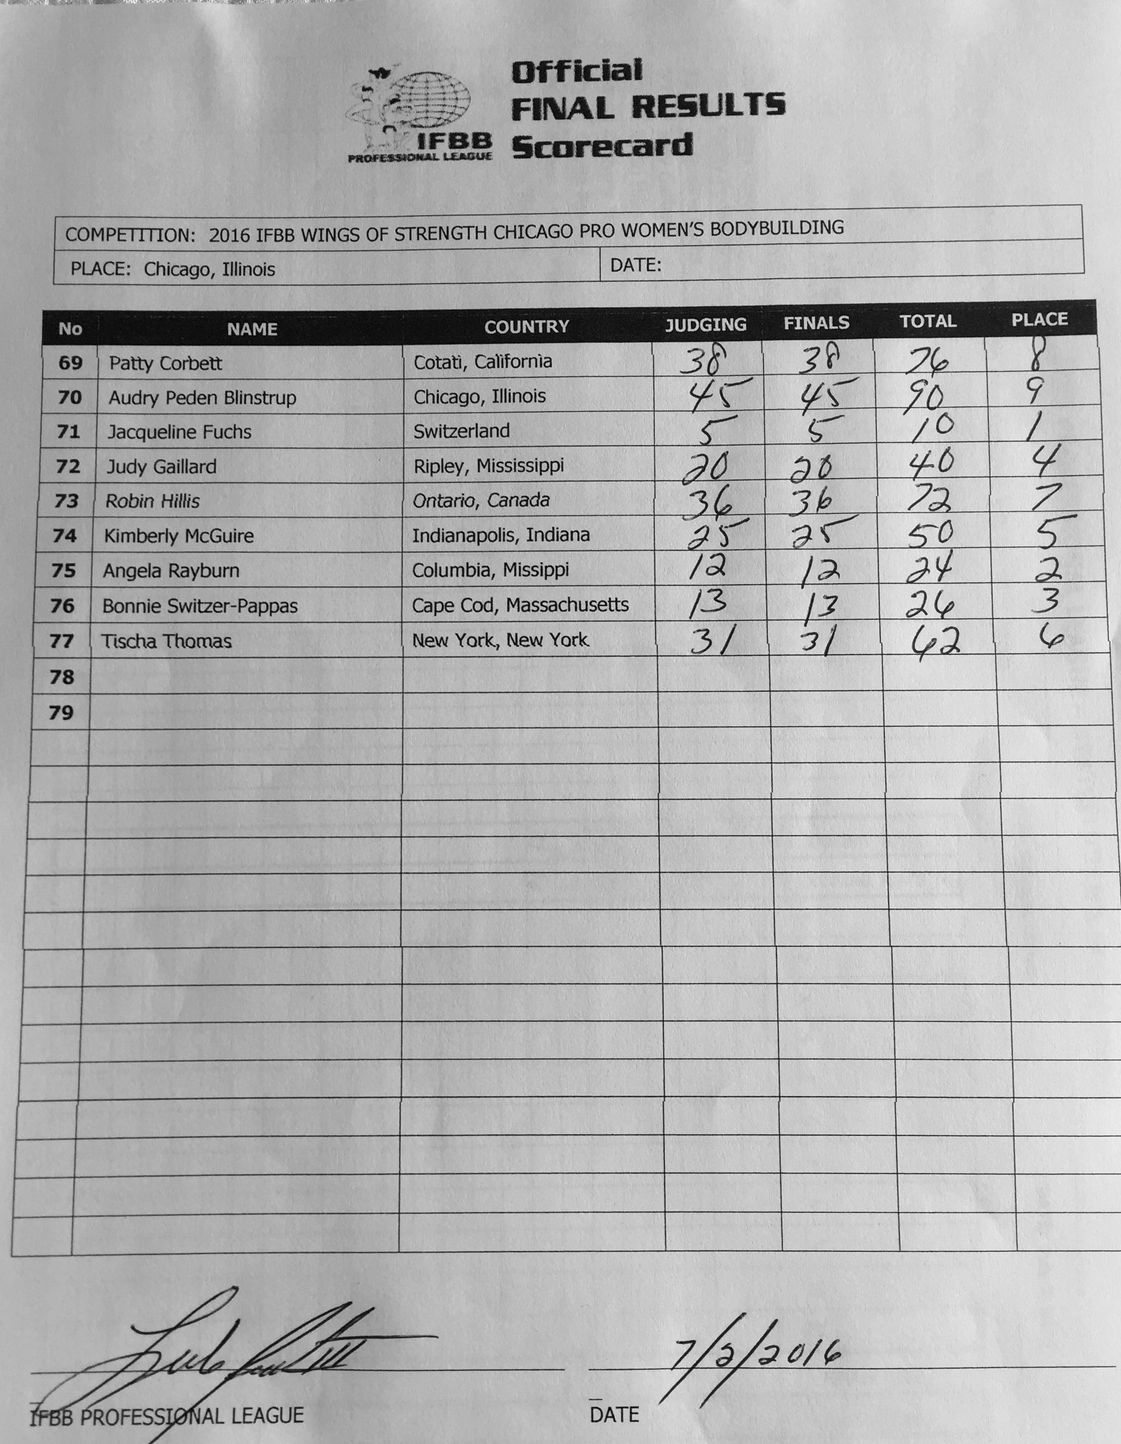 Official
FINAL RESULTS
Scorecard
IFBB
PROFESSIONAL LEAGUE
COMPETITION: 2016 IFBB WINGS OF STRENGTH CHICAGO PRO WOMEN'S BODYBUILDING
PLACE: Chicago, Illinois DATE:
No NAME COUNTRY JUDGING FINALS TOTAL PLACE
69 Patty Corbett Cotati, California 38 38 76 8
70 Audry Peden Blinstrup Chicago, Illinois 45 45 90 9
71 Jacqueline Fuchs Switzerland 5 5 10 1
72 Judy Gaillard Ripley, Mississippi 20 20 40 4
73 Robin Hillis Ontario, Canada 36 36 72 7
74 Kimberly McGuire Indianapolis, Indiana 25 25 50 5
75 Angela Rayburn Columbia, Missippi 12 12 24 2
76 Bonnie Switzer-Pappas Cape Cod, Massachusetts 13 13 26 3
77 Tischa Thomas New York, New York 31 31 62 6
78
79
7/2/2016
IFBB PROFESSIONAL LEAGUE DATE